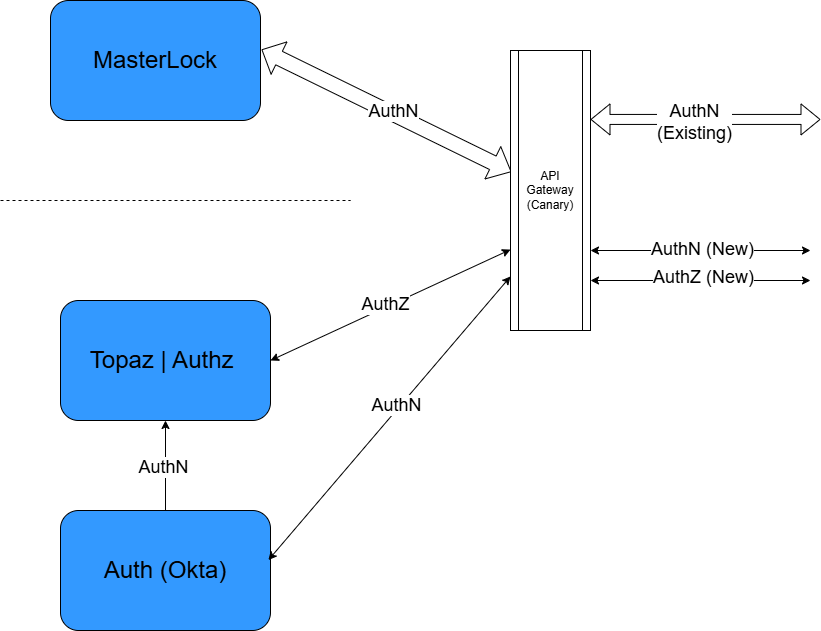 MasterLock
AuthN
AuthN
(Existing)
API
Gateway
(Canary)
AuthN (New)
AuthZ (New)
AuthZ
Topaz | Authz
AuthN
AuthN
Auth (Okta)